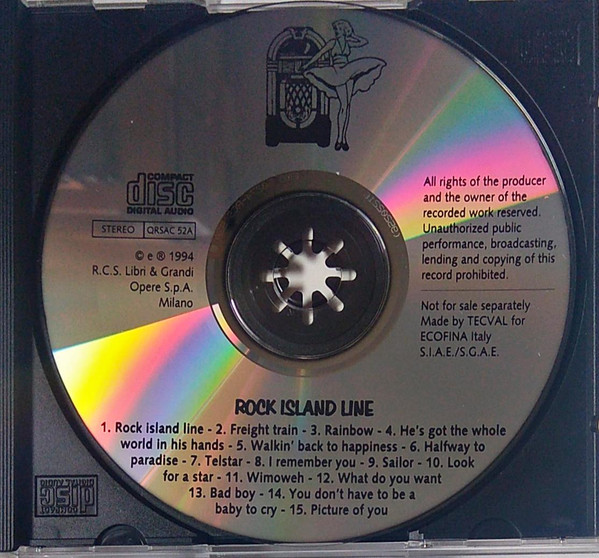 COMPACT
disc
DIGITAL AUDIO
STEREO QRSAC 52A
© e ℗ 1994
R.C.S. Libri & Grandi
Opere S.p.A.
Milano
All rights of the producer
and the owner of the
recorded work reserved.
Unauthorized public
performance, broadcasting,
lending and copying of this
record prohibited.
Not for sale separately
Made by TECVAL for
ECOFINA Italy
S.I.A.E./S.G.A.E.
ROCK ISLAND LINE
1. Rock island line - 2. Freight train - 3. Rainbow - 4. He's got the whole
world in his hands - 5. Walkin' back to happiness - 6. Halfway to
paradise - 7. Telstar - 8. I remember you - 9. Sailor - 10. Look
for a star - 11. Wimoweh - 12. What do you want
13. Bad boy - 14. You don't have to be a
baby to cry - 15. Picture of you
COMPACT
disc
DIGITAL AUDIO